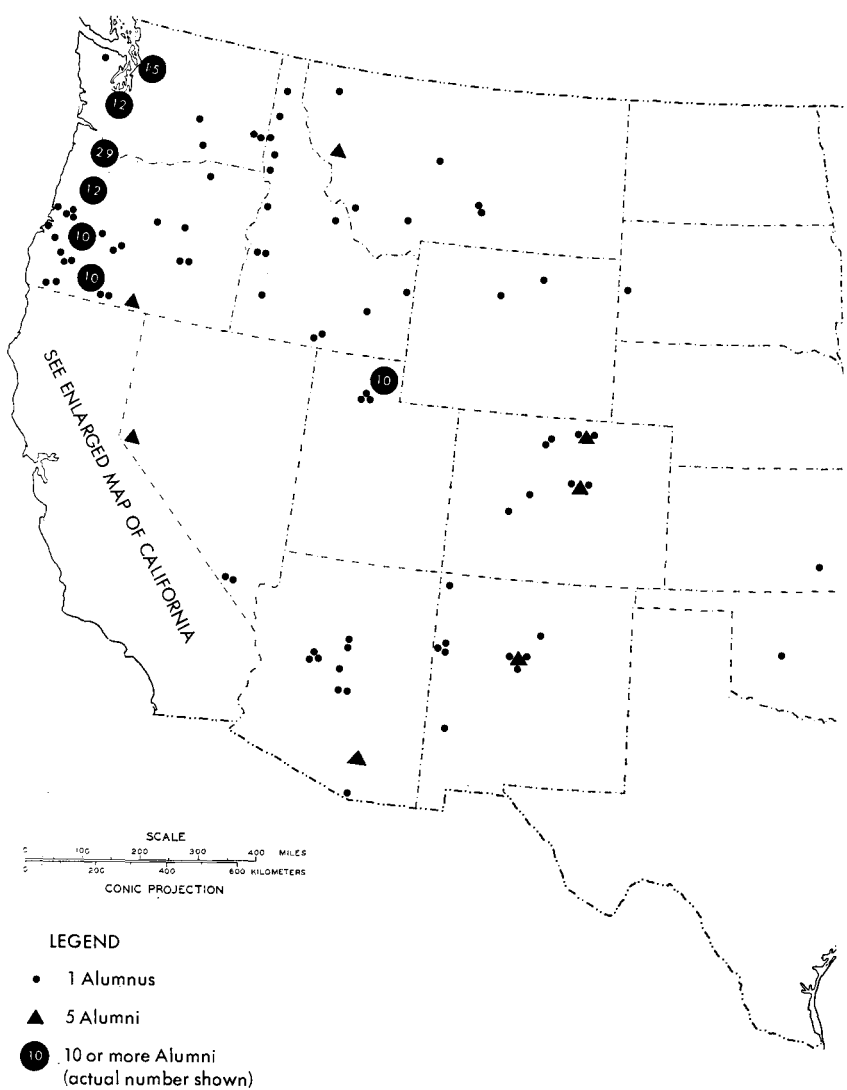 15
12
29
12
10
10
10
SEE ENLARGED MAP OF CALIFORNIA
SCALE
0 100 200 300 400 MILES
0 200 400 600 KILOMETERS
CONIC PROJECTION
LEGEND
1 Alumnus
5 Alumni
10 10 or more Alumni
(actual number shown)